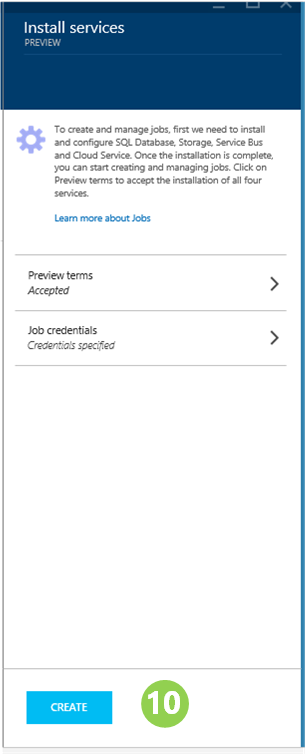 Install services
PREVIEW
To create and manage jobs, first we need to install
and configure SQL Database, Storage, Service Bus
and Cloud Service. Once the installation is complete,
you can start creating and managing jobs. Click on
Preview terms to accept the installation of all four
services.
Learn more about Jobs
Preview terms
Accepted
Job credentials
Credentials specified
CREATE
10